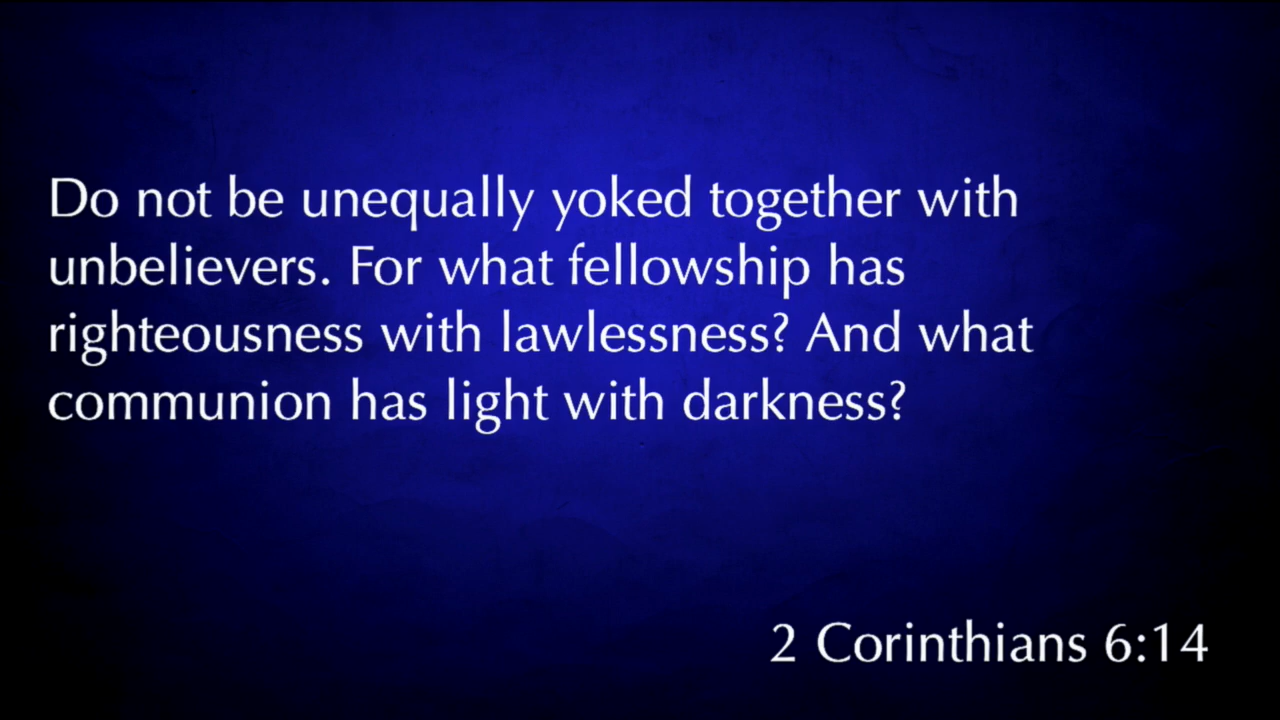 Do not be unequally yoked together with
unbelievers. For what fellowship has
righteousness with lawlessness? And what
communion has light with darkness?
2 Corinthians 6:14